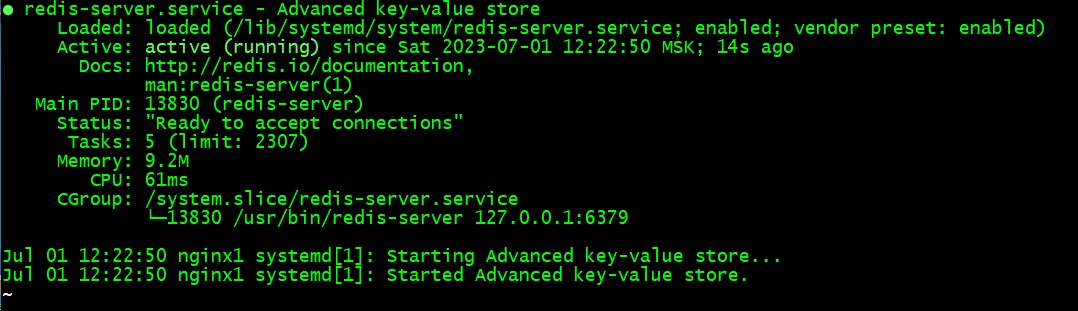 ● redis-server.service - Advanced key-value store
Loaded: loaded (/lib/systemd/system/redis-server.service; enabled; vendor preset: enabled)
Active: active (running) since Sat 2023-07-01 12:22:50 MSK; 14s ago
Docs: http://redis.io/documentation,
man:redis-server(1)
Main PID: 13830 (redis-server)
Status: "Ready to accept connections"
Tasks: 5 (limit: 2307)
Memory: 9.2M
CPU: 61ms
CGroup: /system.slice/redis-server.service
└─13830 /usr/bin/redis-server 127.0.0.1:6379
Jul 01 12:22:50 nginx1 systemd[1]: Starting Advanced key-value store...
Jul 01 12:22:50 nginx1 systemd[1]: Started Advanced key-value store.
~